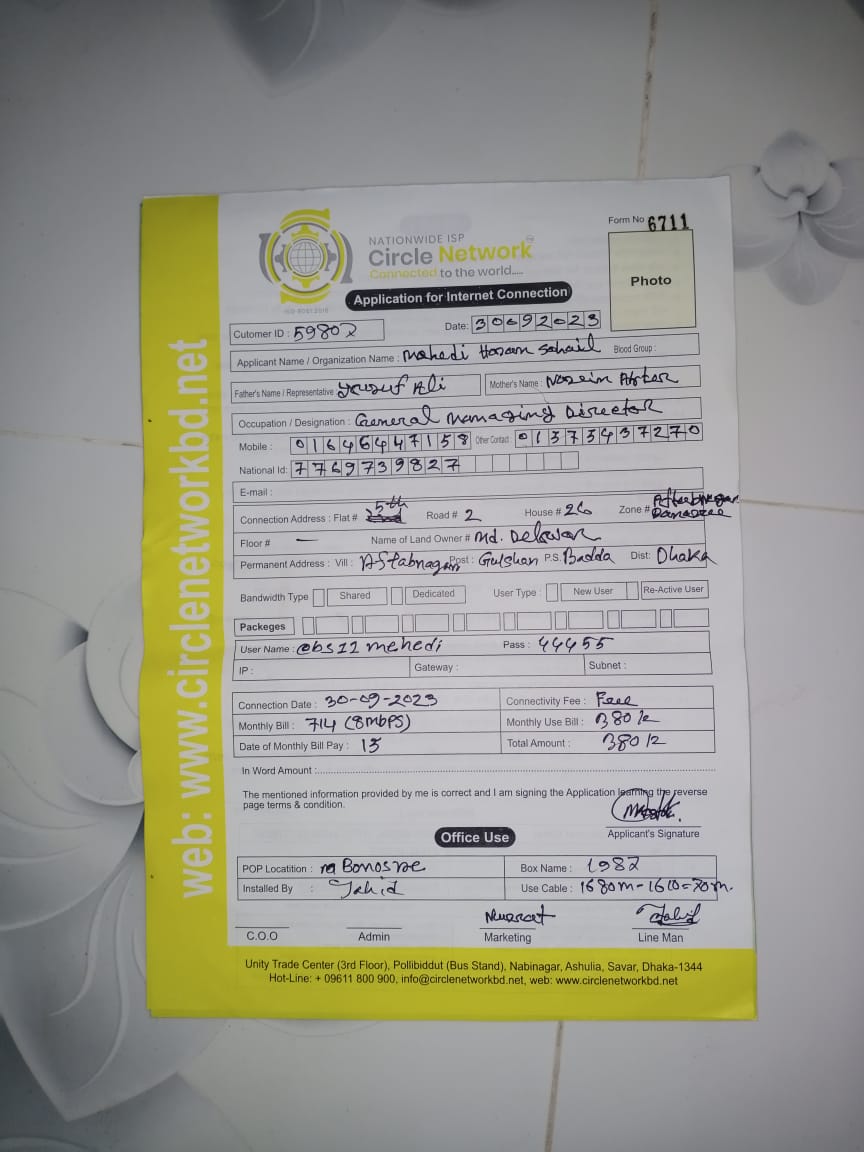 Form No 6711
NATIONWIDE ISP
Circle Network
Connected to the world.....
ISO 9001:2015
Photo
Application for Internet Connection
Cutomer ID : 59802 Date: 30092023
Applicant Name / Organization Name : Mehedi Hasan Sohail Blood Group :
Father's Name / Representative Yusuf Ali Mother's Name : Nasrin Akter
Occupation / Designation : General Managing Director
Mobile : 01646447158 Other Contact : 01373437270
National Id: 7769739827
E-mail :
Connection Address : Flat # 5th Road # 2 House # 26 Zone # Aftabnagar
Floor # — Name of Land Owner # Md. Delowar
Permanent Address : Vill : Aftabnagar Post : Gulshan P.S. Badda Dist: Dhaka
Bandwidth Type Shared Dedicated User Type : New User Re-Active User
Packeges
User Name : @bs12 mehedi Pass : 44455
IP : Gateway : Subnet :
Connection Date : 30-09-2023 Connectivity Fee : Free
Monthly Bill : 714 (8MbPS) Monthly Use Bill : 380/=
Date of Monthly Bill Pay : 15 Total Amount : 380/=
In Word Amount :
The mentioned information provided by me is correct and I am signing the Application learning the reverse
page terms & condition.
Applicant's Signature
Office Use
POP Locatition : Box Name : 1982
Installed By : Jahid Use Cable : 1680m-1610=70m.
Nusrat
C.O.O Admin Marketing Line Man
Unity Trade Center (3rd Floor), Pollibiddut (Bus Stand), Nabinagar, Ashulia, Savar, Dhaka-1344
Hot-Line: + 09611 800 900, info@circlenetworkbd.net, web: www.circlenetworkbd.net
web: www.circlenetworkbd.net